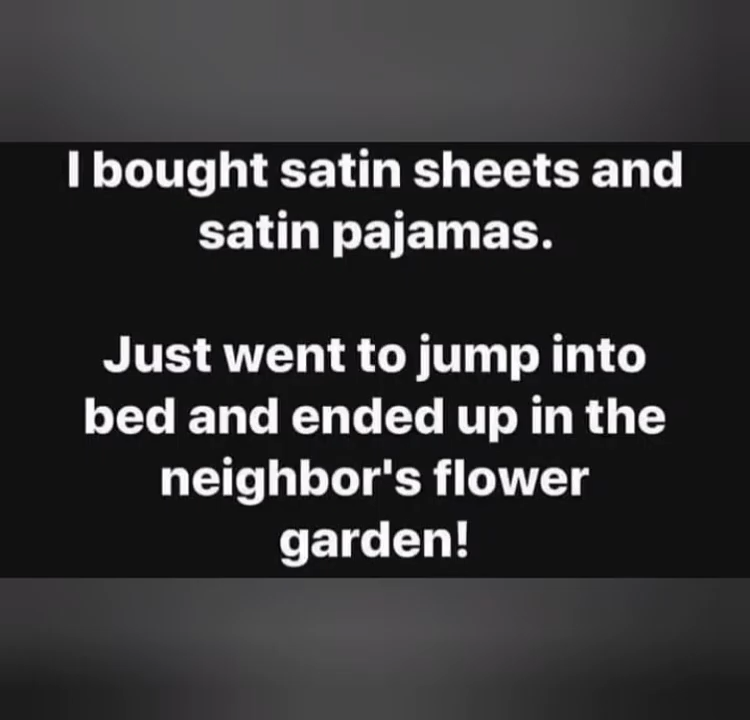 I bought satin sheets and
satin pajamas.
Just went to jump into
bed and ended up in the
neighbor's flower
garden!